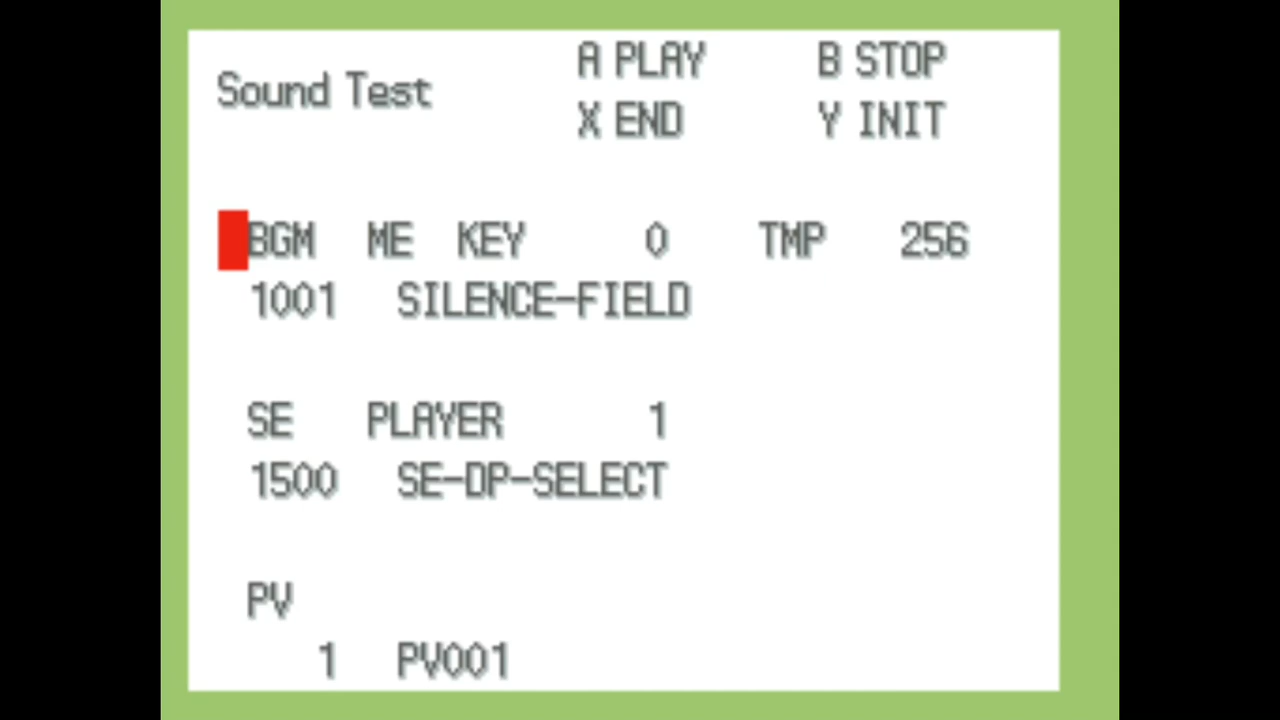 A PLAY B STOP
Sound Test
X END Y INIT
BGM ME KEY 0 TMP 256
1001 SILENCE-FIELD
SE PLAYER 1
1500 SE-DP-SELECT
PV
1 PV001